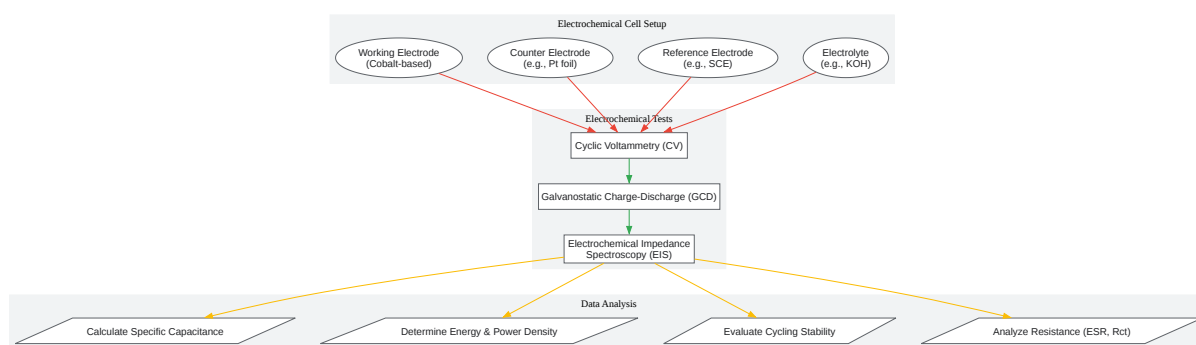 Electrochemical Cell Setup
Working Electrode
(Cobalt-based)
Counter Electrode
(e.g., Pt foil)
Reference Electrode
(e.g., SCE)
Electrolyte
(e.g., KOH)
Electrochemical Tests
Cyclic Voltammetry (CV)
Galvanostatic Charge-Discharge (GCD)
Electrochemical Impedance
Spectroscopy (EIS)
Data Analysis
Calculate Specific Capacitance
Determine Energy & Power Density
Evaluate Cycling Stability
Analyze Resistance (ESR, Rct)